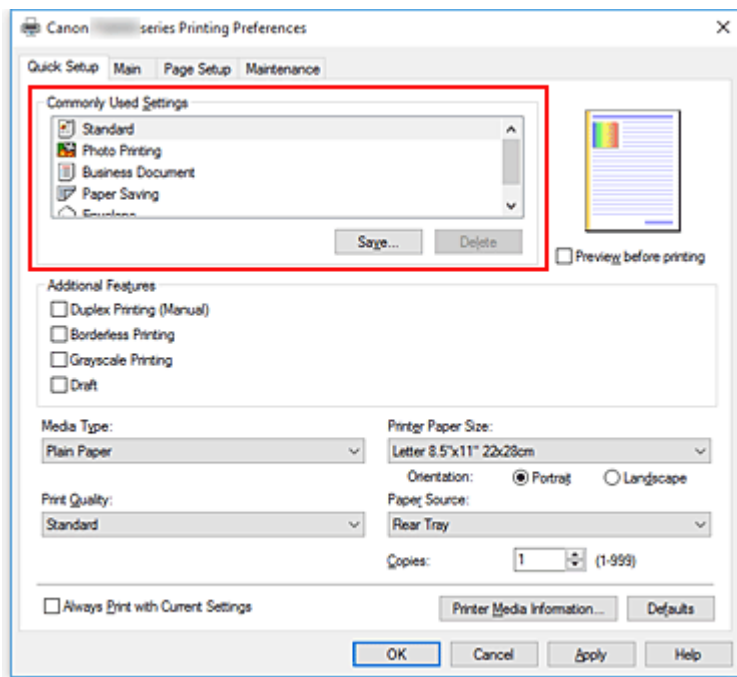 Canon series Printing Preferences
Quick Setup Main Page Setup Maintenance
Commonly Used Settings
Standard
Photo Printing
Business Document
Paper Saving
Envelope
Save... Delete
Preview before printing
Additional Features
Duplex Printing (Manual)
Borderless Printing
Grayscale Printing
Draft
Media Type: Printer Paper Size:
Plain Paper Letter 8.5"x11" 22x28cm
Orientation: Portrait Landscape
Print Quality: Paper Source:
Standard Rear Tray
Copies: 1 (1-999)
Always Print with Current Settings Printer Media Information... Defaults
OK Cancel Apply Help